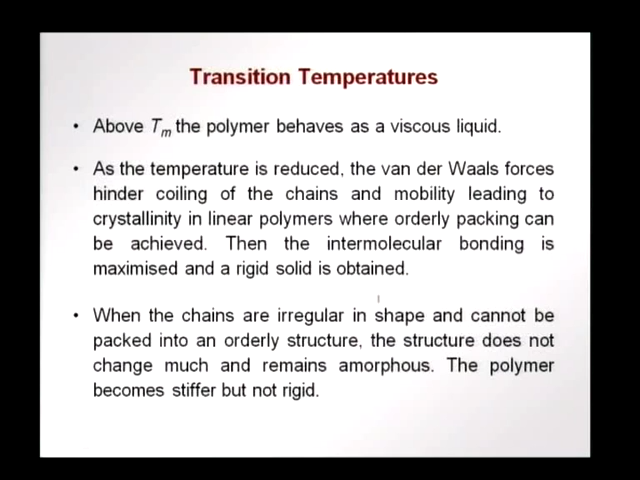 Transition Temperatures
• Above Tm the polymer behaves as a viscous liquid.
• As the temperature is reduced, the van der Waals forces
hinder coiling of the chains and mobility leading to
crystallinity in linear polymers where orderly packing can
be achieved. Then the intermolecular bonding is
maximised and a rigid solid is obtained.
• When the chains are irregular in shape and cannot be
packed into an orderly structure, the structure does not
change much and remains amorphous. The polymer
becomes stiffer but not rigid.